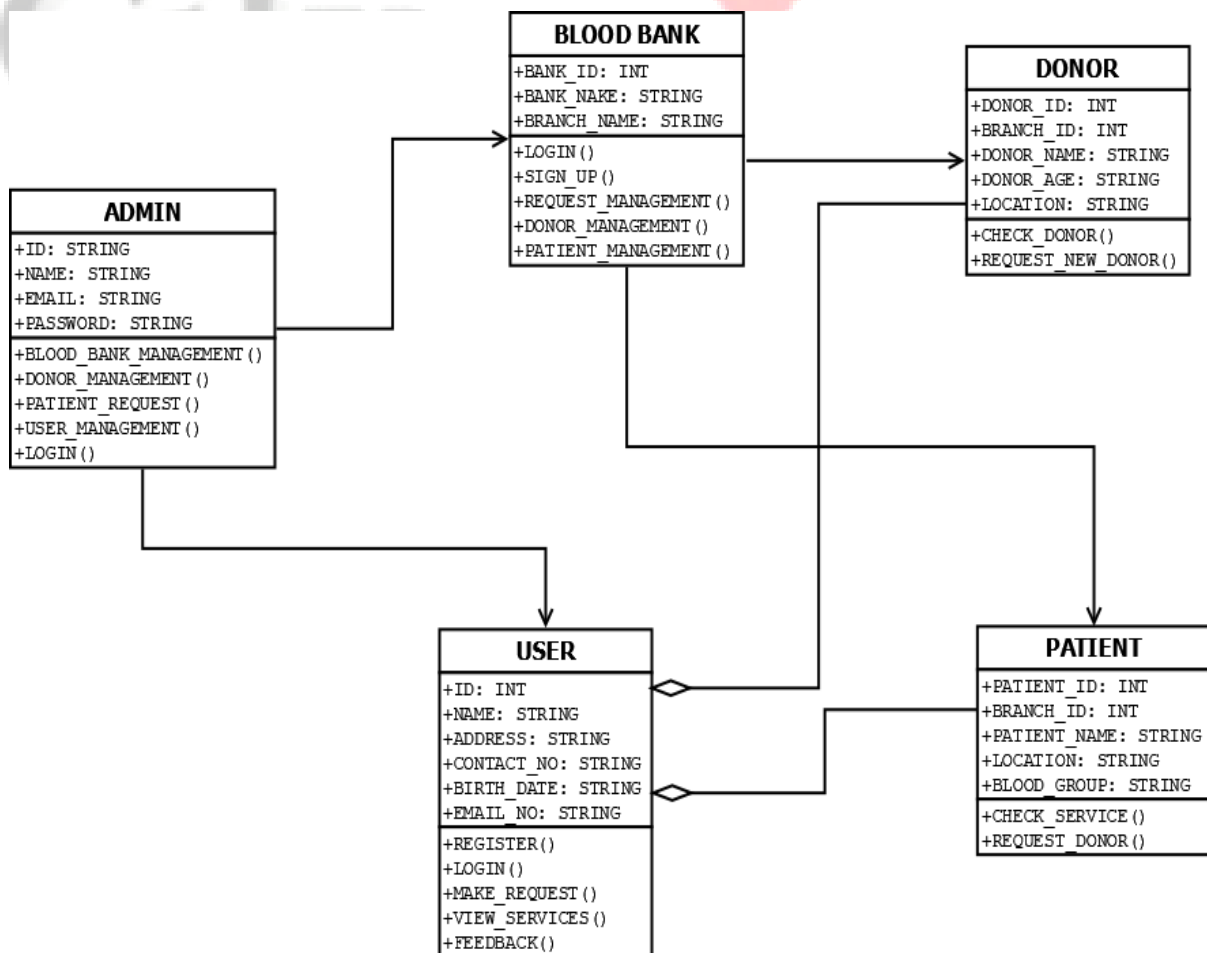 BLOOD BANK
+BANK_ID: INT
+BANK_NAKE: STRING
+BRANCH_NAME: STRING
+LOGIN()
+SIGN_UP()
+REQUEST_MANAGEMENT()
+DONOR_MANAGEMENT()
+PATIENT_MANAGEMENT()
DONOR
+DONOR_ID: INT
+BRANCH_ID: INT
+DONOR_NAME: STRING
+DONOR_AGE: STRING
+LOCATION: STRING
+CHECK_DONOR()
+REQUEST_NEW_DONOR()
ADMIN
+ID: STRING
+NAME: STRING
+EMAIL: STRING
+PASSWORD: STRING
+BLOOD_BANK_MANAGEMENT()
+DONOR_MANAGEMENT()
+PATIENT_REQUEST()
+USER_MANAGEMENT()
+LOGIN()
USER
+ID: INT
+NAME: STRING
+ADDRESS: STRING
+CONTACT_NO: STRING
+BIRTH_DATE: STRING
+EMAIL_NO: STRING
+REGISTER()
+LOGIN()
+MAKE_REQUEST()
+VIEW_SERVICES()
+FEEDBACK()
PATIENT
+PATIENT_ID: INT
+BRANCH_ID: INT
+PATIENT_NAME: STRING
+LOCATION: STRING
+BLOOD_GROUP: STRING
+CHECK_SERVICE()
+REQUEST_DONOR()